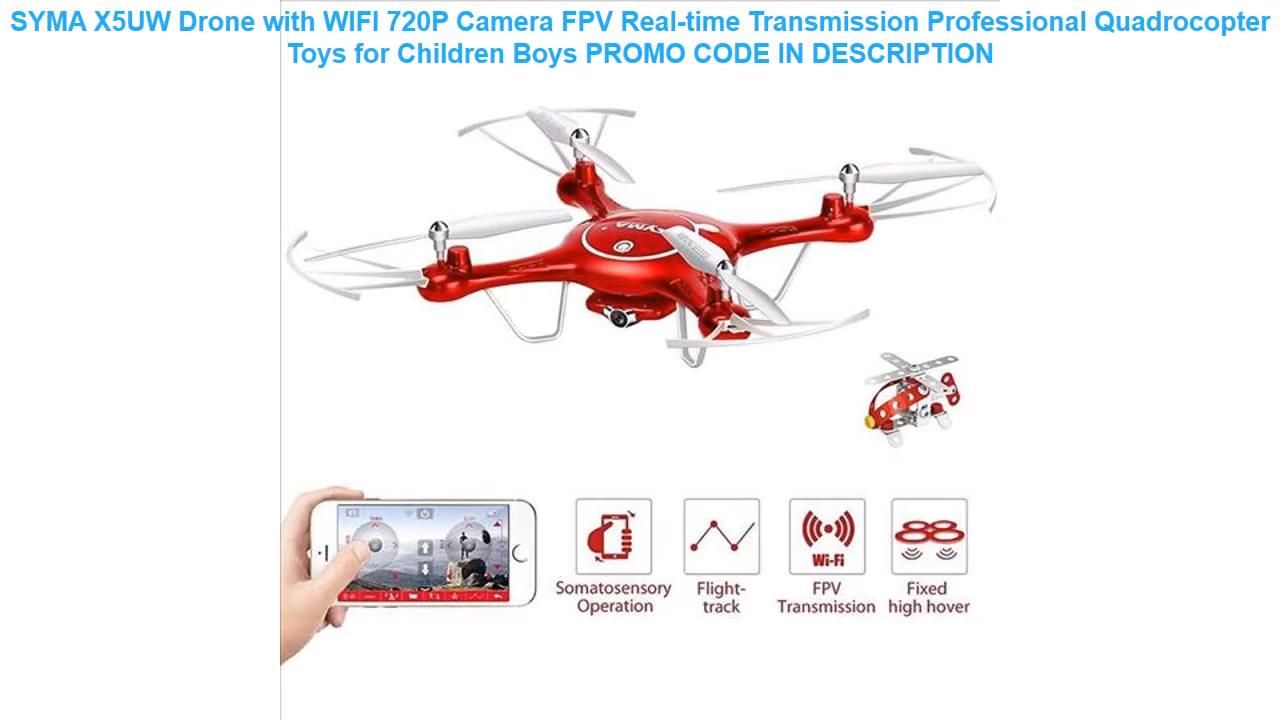 SYMA X5UW Drone with WIFI 720P Camera FPV Real-time Transmission Professional Quadrocopter
Toys for Children Boys PROMO CODE IN DESCRIPTION
SYMA
Wi-Fi
Somatosensory
Operation
Flight-
track
FPV
Transmission
Fixed
high hover